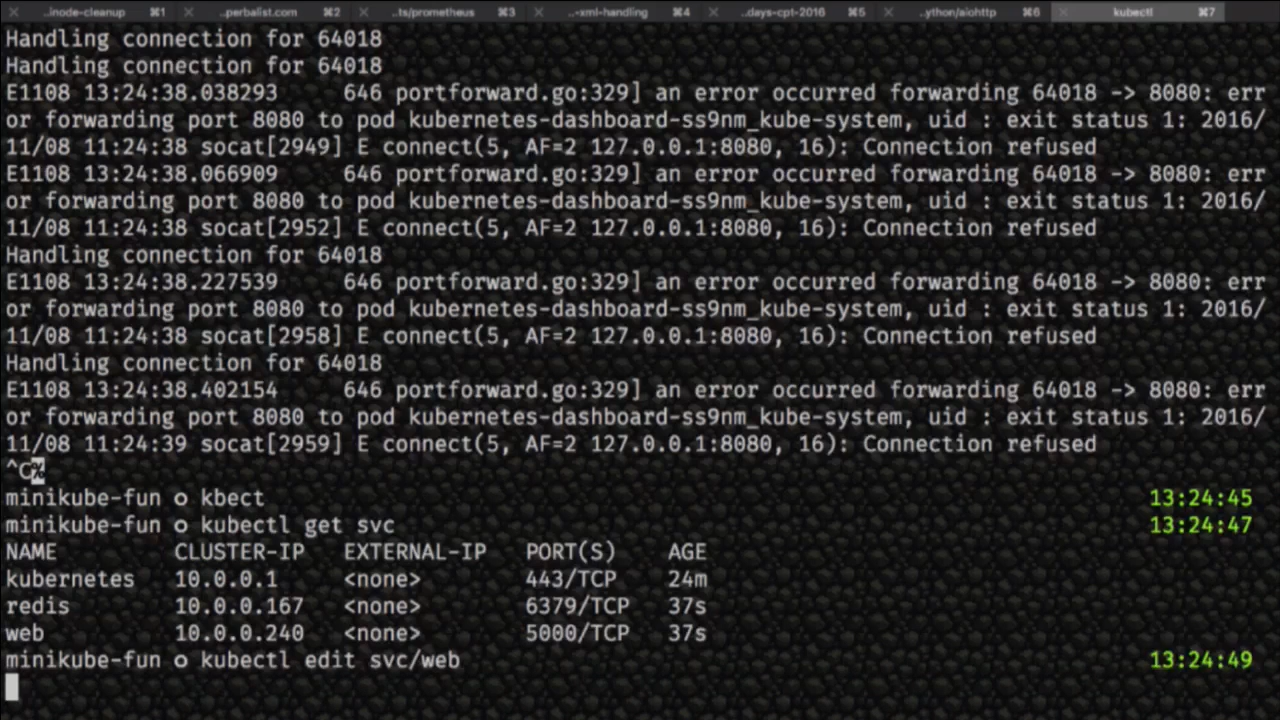 ..inode-cleanup ⌘1 ..perbalist.com ⌘2 ..ts/prometheus ⌘3 ..-xml-handling ⌘4 ..days-cpt-2016 ⌘5 ..ython/aiohttp ⌘6 kubectl ⌘7
Handling connection for 64018
Handling connection for 64018
E1108 13:24:38.038293     646 portforward.go:329] an error occurred forwarding 64018 -> 8080: err
or forwarding port 8080 to pod kubernetes-dashboard-ss9nm_kube-system, uid : exit status 1: 2016/
11/08 11:24:38 socat[2949] E connect(5, AF=2 127.0.0.1:8080, 16): Connection refused
E1108 13:24:38.066909     646 portforward.go:329] an error occurred forwarding 64018 -> 8080: err
or forwarding port 8080 to pod kubernetes-dashboard-ss9nm_kube-system, uid : exit status 1: 2016/
11/08 11:24:38 socat[2952] E connect(5, AF=2 127.0.0.1:8080, 16): Connection refused
Handling connection for 64018
E1108 13:24:38.227539     646 portforward.go:329] an error occurred forwarding 64018 -> 8080: err
or forwarding port 8080 to pod kubernetes-dashboard-ss9nm_kube-system, uid : exit status 1: 2016/
11/08 11:24:38 socat[2958] E connect(5, AF=2 127.0.0.1:8080, 16): Connection refused
Handling connection for 64018
E1108 13:24:38.402154     646 portforward.go:329] an error occurred forwarding 64018 -> 8080: err
or forwarding port 8080 to pod kubernetes-dashboard-ss9nm_kube-system, uid : exit status 1: 2016/
11/08 11:24:39 socat[2959] E connect(5, AF=2 127.0.0.1:8080, 16): Connection refused
^C%
minikube-fun o kbect 13:24:45
minikube-fun o kubectl get svc 13:24:47
NAME         CLUSTER-IP   EXTERNAL-IP   PORT(S)    AGE
kubernetes   10.0.0.1     <none>        443/TCP    24m
redis        10.0.0.167   <none>        6379/TCP   37s
web          10.0.0.240   <none>        5000/TCP   37s
minikube-fun o kubectl edit svc/web 13:24:49